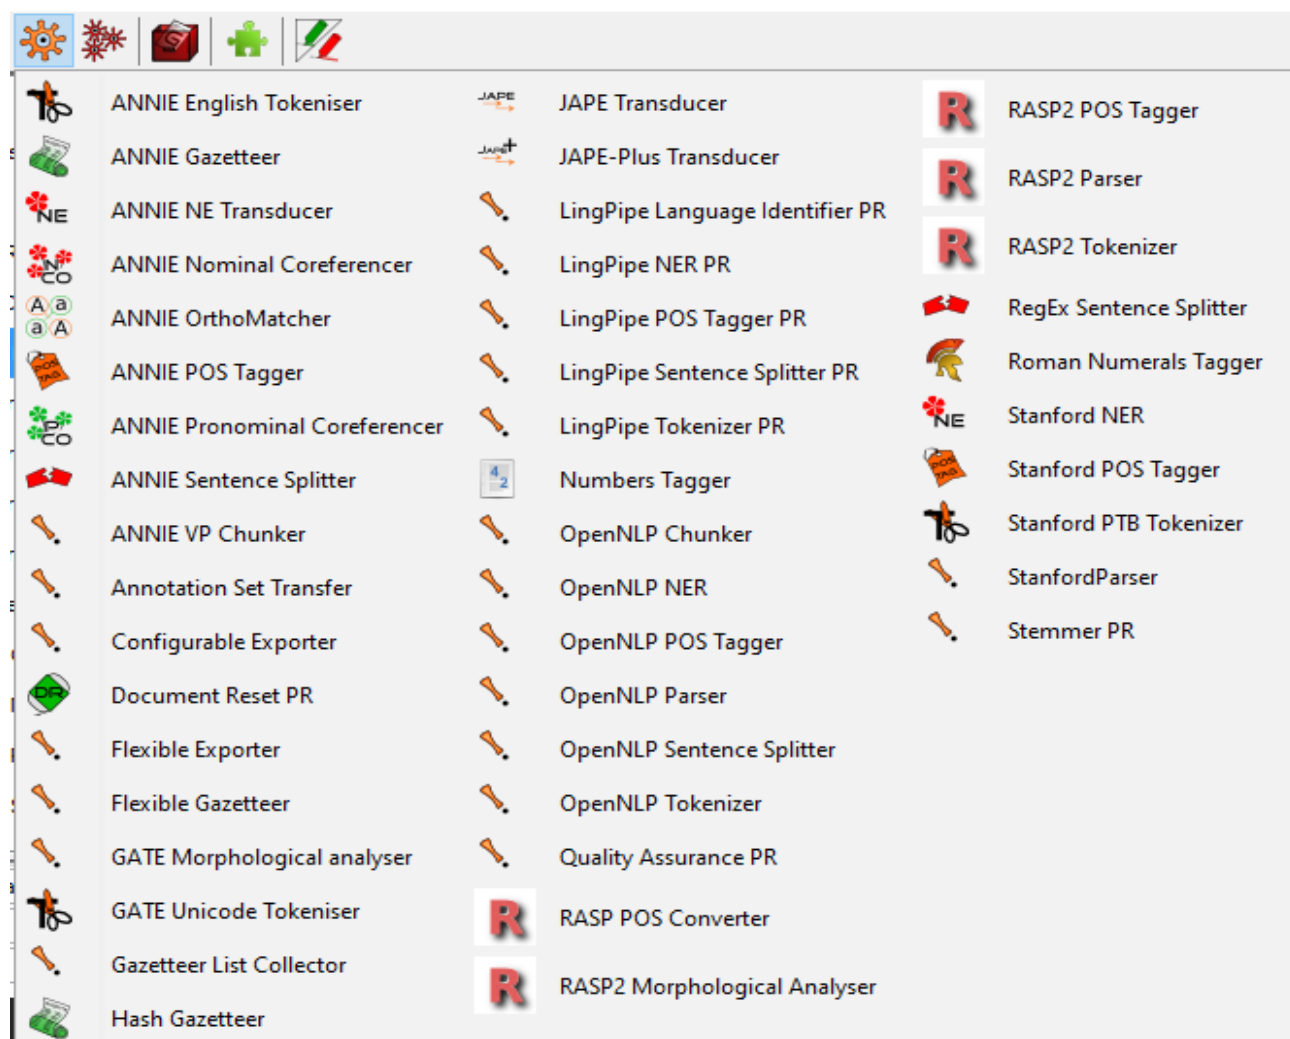 ANNIE English Tokeniser
ANNIE Gazetteer
ANNIE NE Transducer
ANNIE Nominal Coreferencer
ANNIE OrthoMatcher
ANNIE POS Tagger
ANNIE Pronominal Coreferencer
ANNIE Sentence Splitter
ANNIE VP Chunker
Annotation Set Transfer
Configurable Exporter
Document Reset PR
Flexible Exporter
Flexible Gazetteer
GATE Morphological analyser
GATE Unicode Tokeniser
Gazetteer List Collector
Hash Gazetteer
JAPE Transducer
JAPE-Plus Transducer
LingPipe Language Identifier PR
LingPipe NER PR
LingPipe POS Tagger PR
LingPipe Sentence Splitter PR
LingPipe Tokenizer PR
Numbers Tagger
OpenNLP Chunker
OpenNLP NER
OpenNLP POS Tagger
OpenNLP Parser
OpenNLP Sentence Splitter
OpenNLP Tokenizer
Quality Assurance PR
R RASP POS Converter
R RASP2 Morphological Analyser
R RASP2 POS Tagger
R RASP2 Parser
R RASP2 Tokenizer
RegEx Sentence Splitter
Roman Numerals Tagger
Stanford NER
Stanford POS Tagger
Stanford PTB Tokenizer
StanfordParser
Stemmer PR